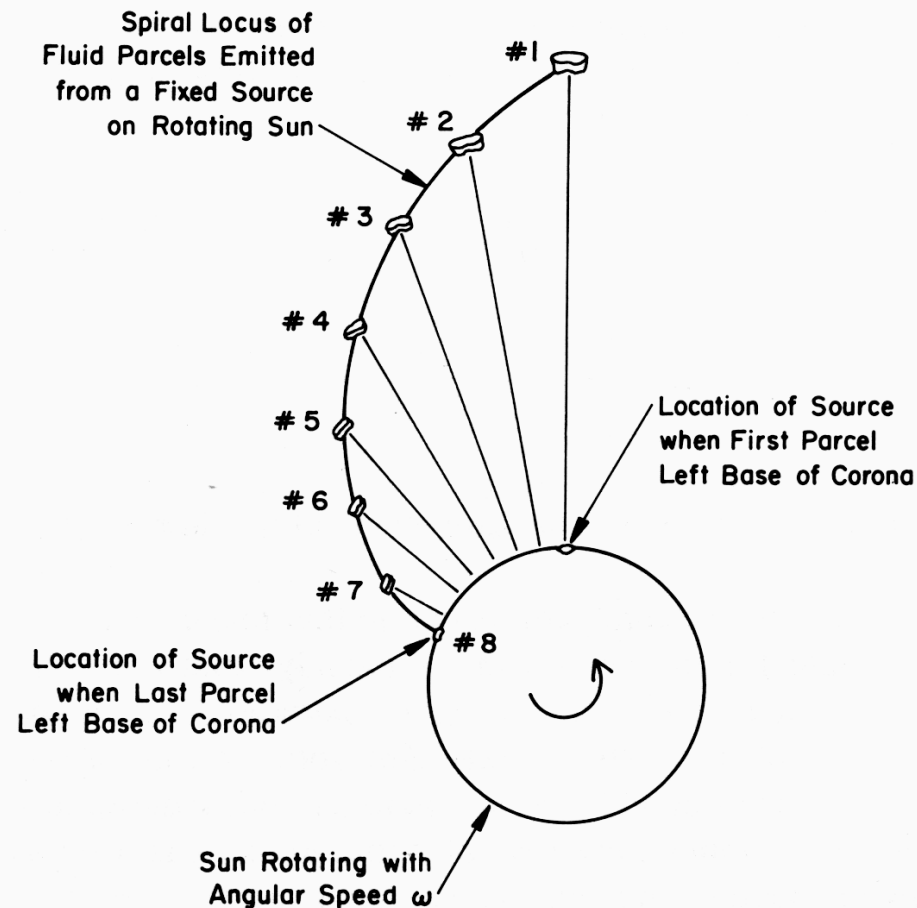 Spiral Locus of
Fluid Parcels Emitted
from a Fixed Source
on Rotating Sun
#1
#2
#3
#4
#5
#6
#7
#8
Location of Source
when First Parcel
Left Base of Corona
Location of Source
when Last Parcel
Left Base of Corona
Sun Rotating with
Angular Speed ω